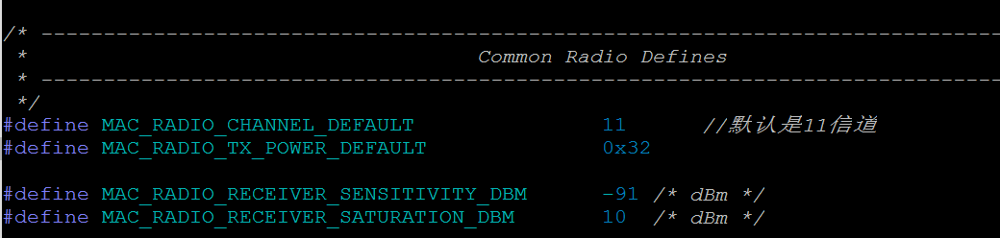 /* -----------------------------------------------------------------------------
 *                                    Common Radio Defines
 * -----------------------------------------------------------------------------
 */
#define MAC_RADIO_CHANNEL_DEFAULT               11      //默认是11信道
#define MAC_RADIO_TX_POWER_DEFAULT              0x32
#define MAC_RADIO_RECEIVER_SENSITIVITY_DBM      -91 /* dBm */
#define MAC_RADIO_RECEIVER_SATURATION_DBM       10  /* dBm */